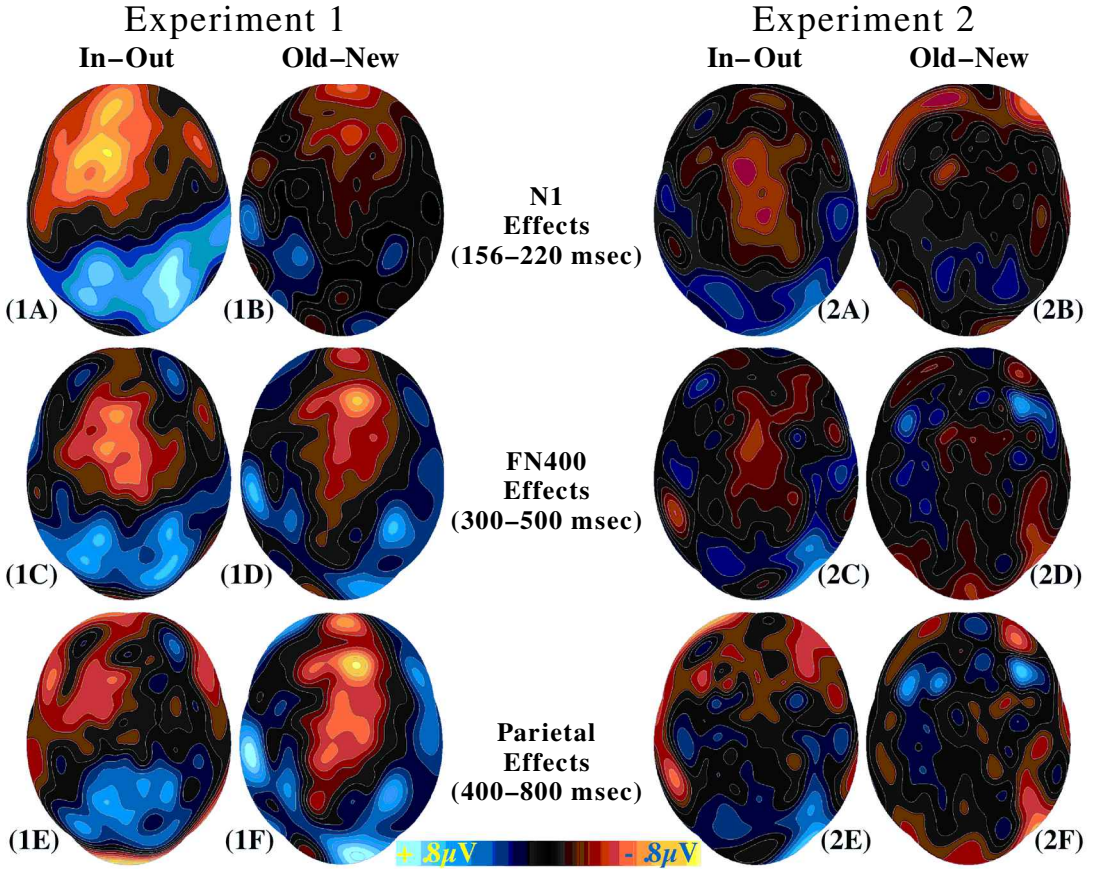 Experiment 1
Experiment 2
In–Out
Old–New
In–Out
Old–New
N1
Effects
(156–220 msec)
(1A)
(1B)
(2A)
(2B)
FN400
Effects
(300–500 msec)
(1C)
(1D)
(2C)
(2D)
Parietal
Effects
(400–800 msec)
(1E)
(1F)
(2E)
(2F)
+ .8μV
- .8μV